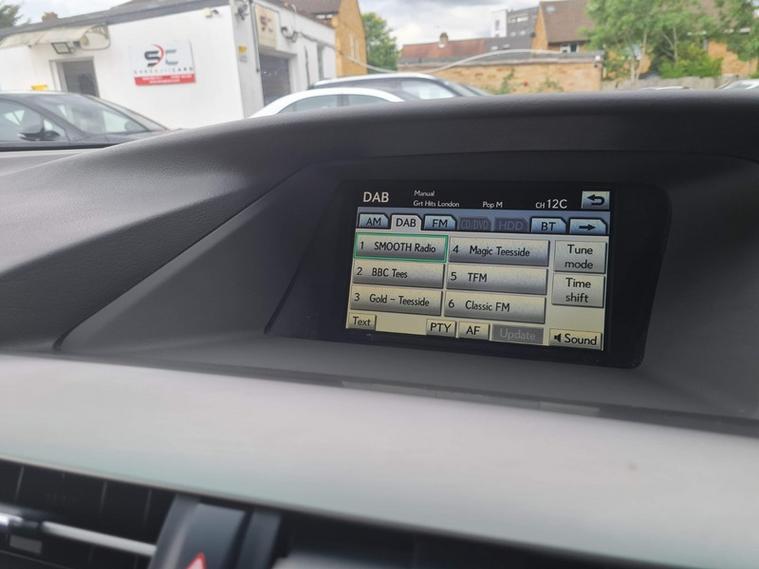 SC
DAB
Manual
Grt Hits London
Pop M
CH 12C
AM
DAB
FM
CD·DVD
HDD
BT
1 SMOOTH Radio
4 Magic Teesside
Tune mode
2 BBC Tees
5 TFM
Time shift
3 Gold - Teesside
6 Classic FM
Text
PTY
AF
Update
Sound